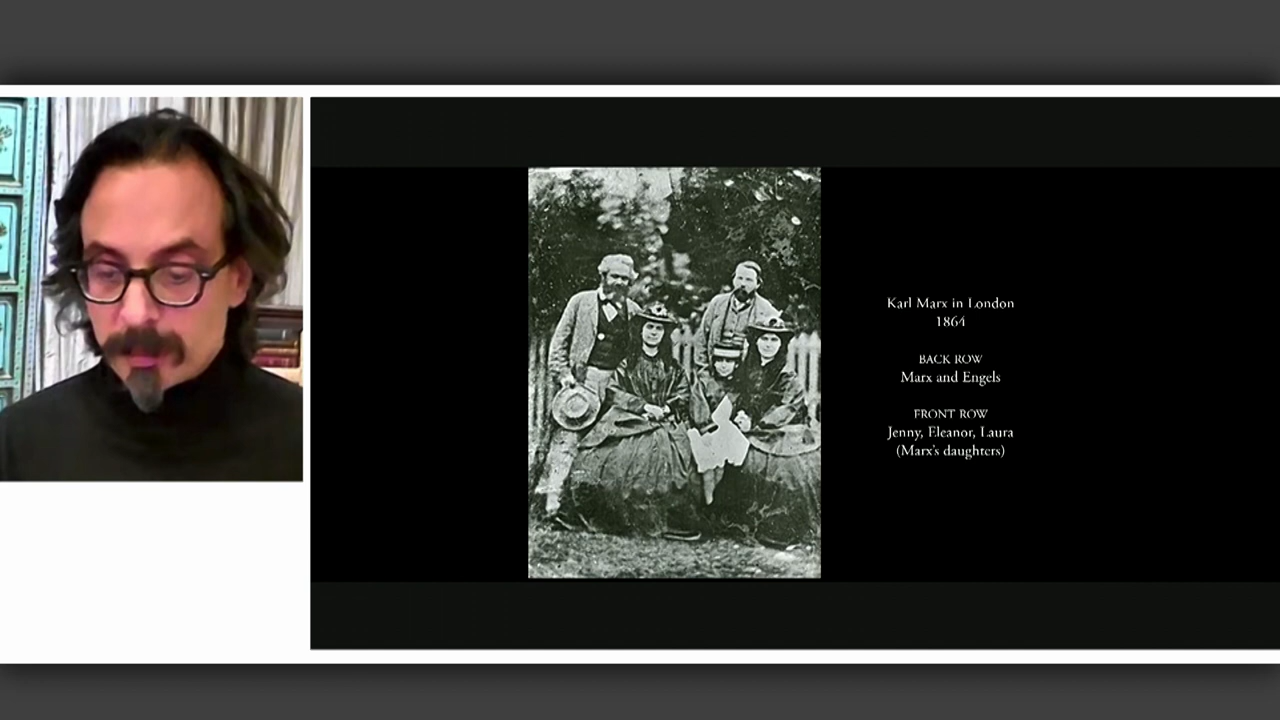 Karl Marx in London
1864
BACK ROW
Marx and Engels
FRONT ROW
Jenny, Eleanor, Laura
(Marx's daughters)